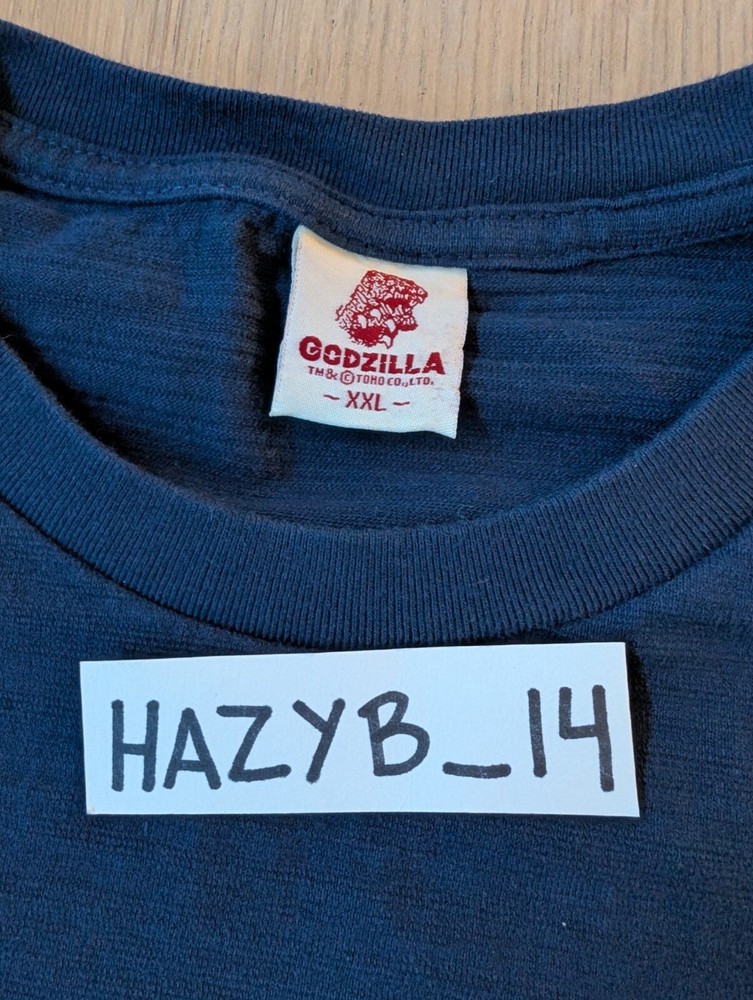 GODZILLA
TM&©TOHO CO.,LTD.
~ XXL ~
HAZYB_14